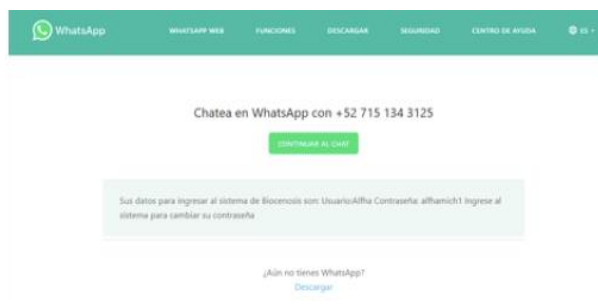 WhatsApp
WHATSAPP WEB FUNCIONES DESCARGAR SEGURIDAD CENTRO DE AYUDA ES
Chatea en WhatsApp con +52 715 134 3125
CONTINUAR AL CHAT
Sus datos para ingresar al sistema de Biocenosis son: Usuario:Alfha Contraseña: alfhamich1 Ingrese al
sistema para cambiar su contraseña
¿Aún no tienes WhatsApp?
Descargar